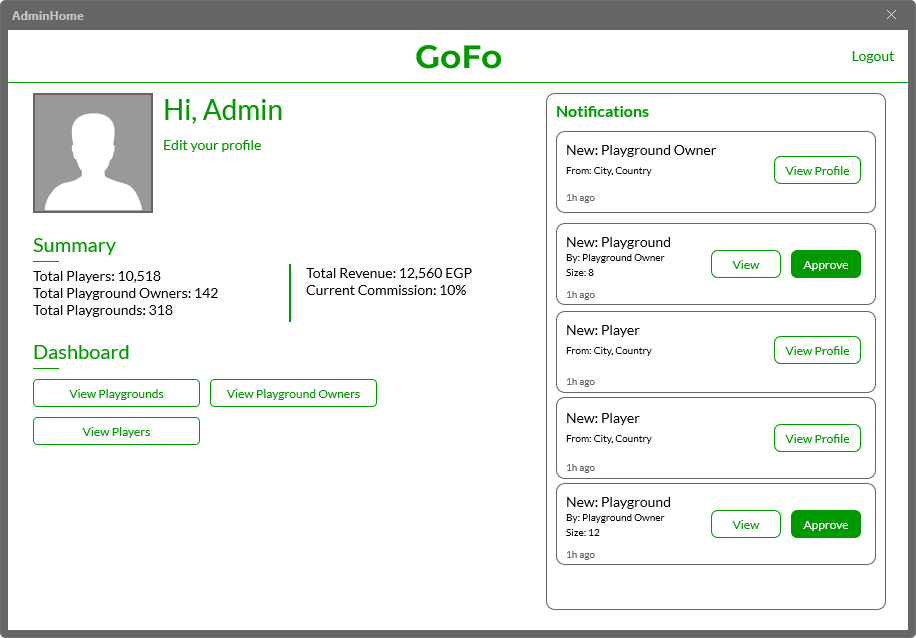 AdminHome
GoFo
Logout
Hi, Admin
Edit your profile
Summary
Total Players: 10,518
Total Playground Owners: 142
Total Playgrounds: 318
Total Revenue: 12,560 EGP
Current Commission: 10%
Dashboard
View Playgrounds
View Playground Owners
View Players
Notifications
New: Playground Owner
From: City, Country
View Profile
1h ago
New: Playground
By: Playground Owner
Size: 8
View
Approve
1h ago
New: Player
From: City, Country
View Profile
1h ago
New: Player
From: City, Country
View Profile
1h ago
New: Playground
By: Playground Owner
Size: 12
View
Approve
1h ago